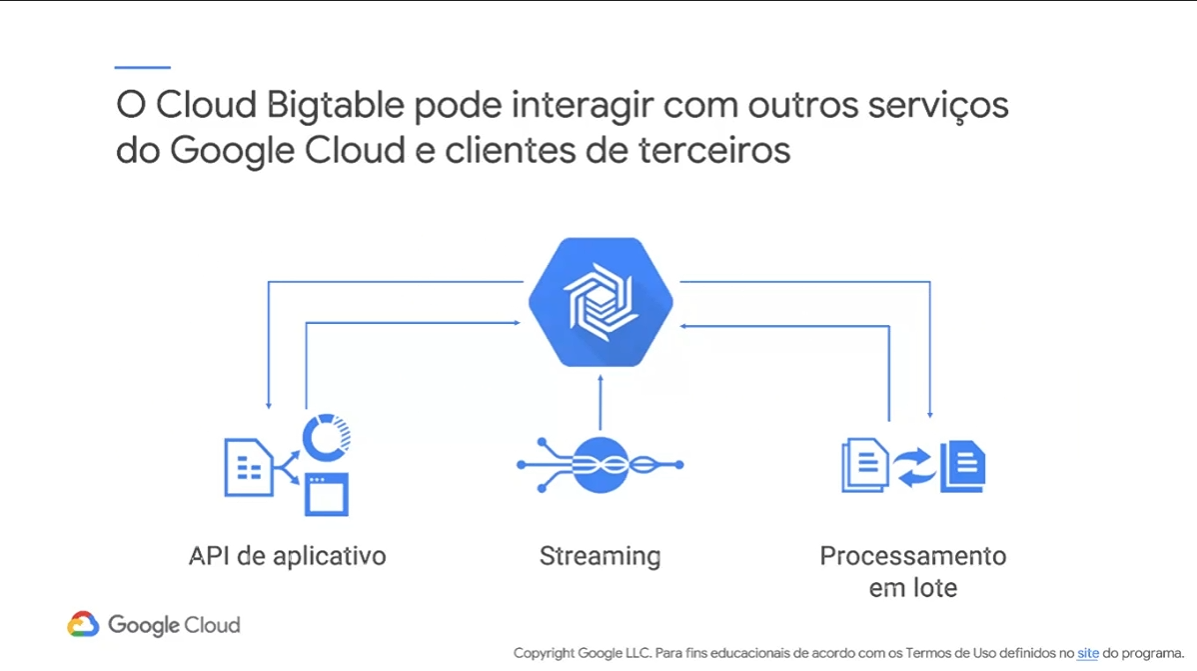 O Cloud Bigtable pode interagir com outros serviços
do Google Cloud e clientes de terceiros
API de aplicativo
Streaming
Processamento
em lote
Google Cloud
Copyright Google LLC. Para fins educacionais de acordo com os Termos de Uso definidos no site do programa.